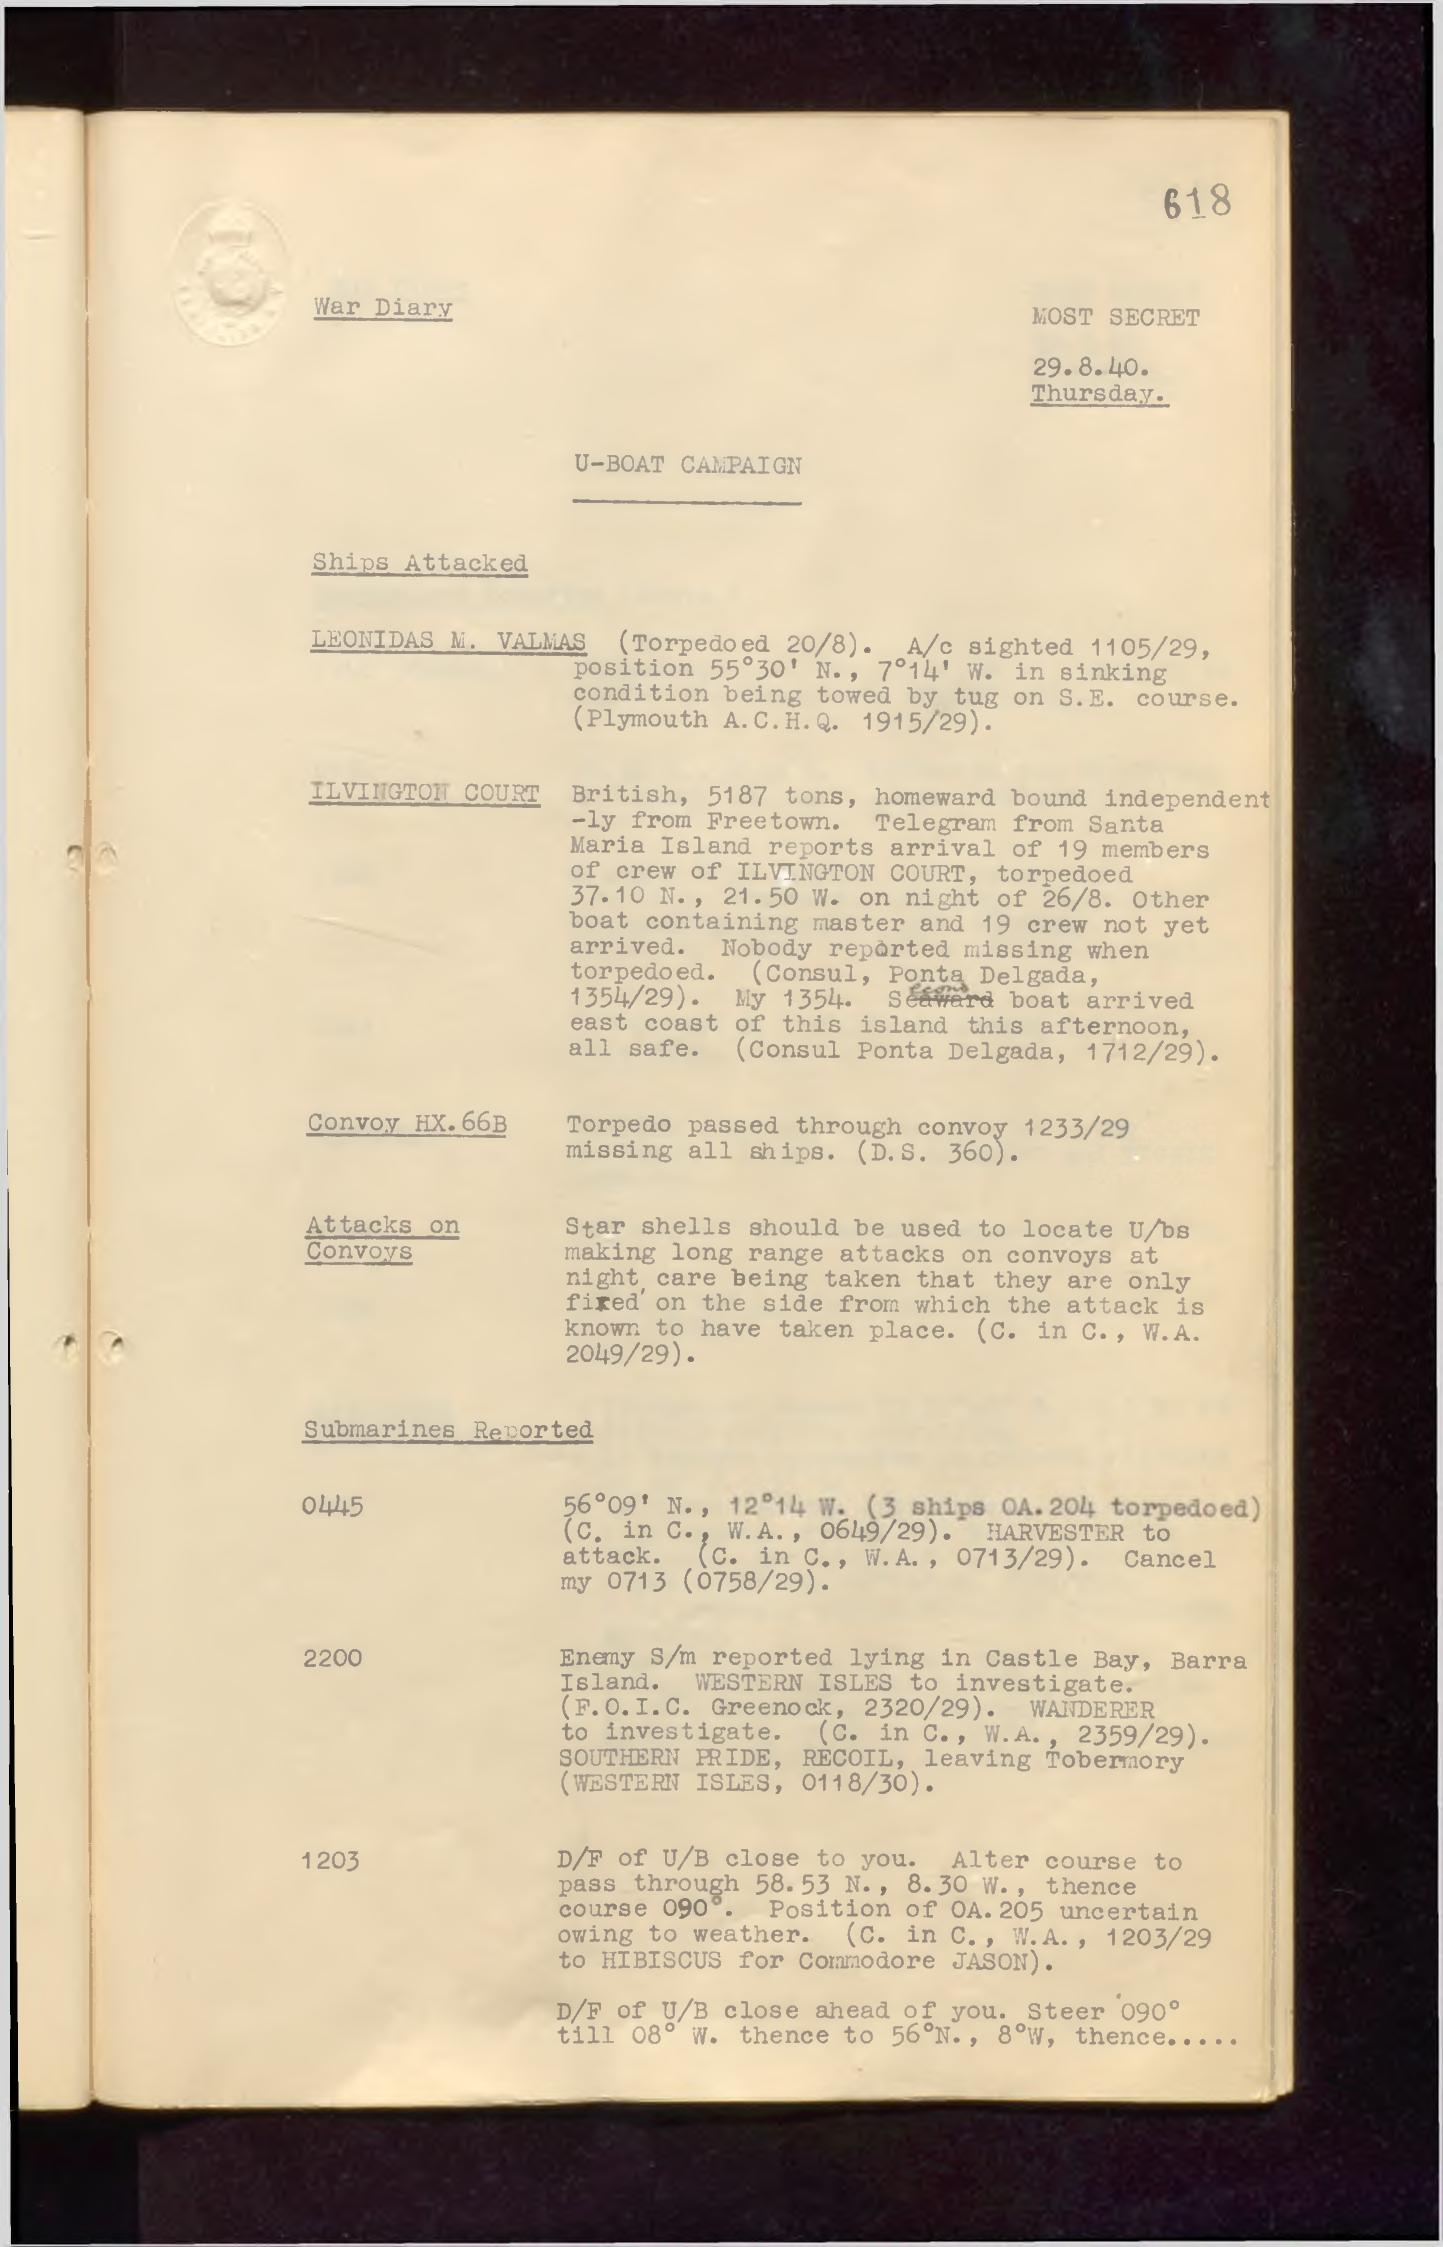 618
War Diary
MOST SECRET
29.8.40.
Thursday.
U-BOAT CAMPAIGN
Ships Attacked
LEONIDAS M. VALMAS (Torpedoed 20/8). A/c sighted 1105/29,
position 55°30' N., 7°14' W. in sinking
condition being towed by tug on S.E. course.
(Plymouth A.C.H.Q. 1915/29).
ILVINGTON COURT British, 5187 tons, homeward bound independent
-ly from Freetown. Telegram from Santa
Maria Island reports arrival of 19 members
of crew of ILVINGTON COURT, torpedoed
37.10 N., 21.50 W. on night of 26/8. Other
boat containing master and 19 crew not yet
arrived. Nobody reported missing when
torpedoed. (Consul, Ponta Delgada,
1354/29). My 1354. Second boat arrived
east coast of this island this afternoon,
all safe. (Consul Ponta Delgada, 1712/29).
Convoy HX.66B Torpedo passed through convoy 1233/29
missing all ships. (D.S. 360).
Attacks on Star shells should be used to locate U/bs
Convoys making long range attacks on convoys at
night, care being taken that they are only
fired on the side from which the attack is
known to have taken place. (C. in C., W.A.
2049/29).
Submarines Reported
0445 56°09' N., 12°14 W. (3 ships OA.204 torpedoed)
(C. in C., W.A., 0649/29). HARVESTER to
attack. (C. in C., W.A., 0713/29). Cancel
my 0713 (0758/29).
2200 Enemy S/m reported lying in Castle Bay, Barra
Island. WESTERN ISLES to investigate.
(F.O.I.C. Greenock, 2320/29). WANDERER
to investigate. (C. in C., W.A., 2359/29).
SOUTHERN PRIDE, RECOIL, leaving Tobermory
(WESTERN ISLES, 0118/30).
1203 D/F of U/B close to you. Alter course to
pass through 58.53 N., 8.30 W., thence
course 090°. Position of OA.205 uncertain
owing to weather. (C. in C., W.A., 1203/29
to HIBISCUS for Commodore JASON).
D/F of U/B close ahead of you. Steer 090°
till 08° W. thence to 56°N., 8°W, thence.....